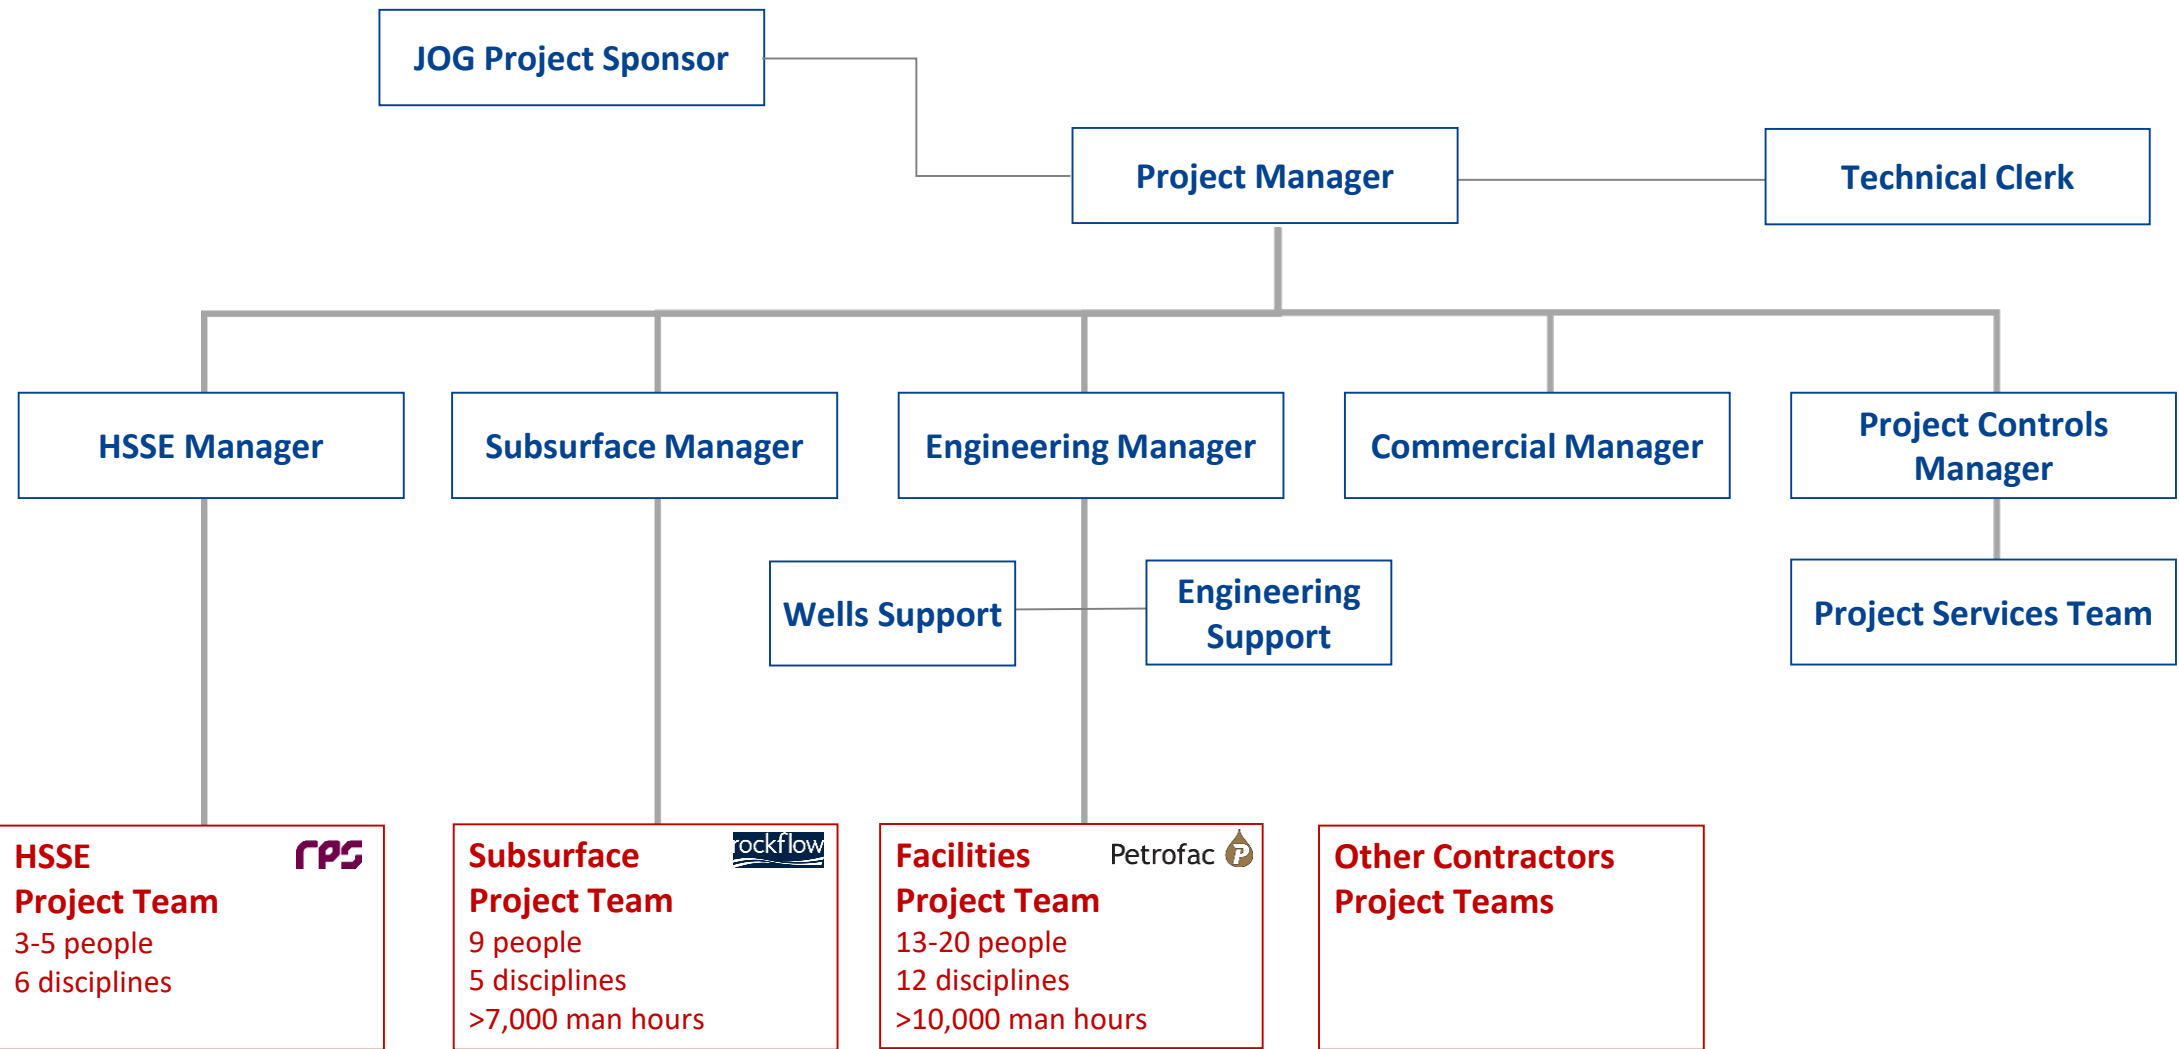 JOG Project Sponsor
Project Manager
Technical Clerk
HSSE Manager
Subsurface Manager
Engineering Manager
Commercial Manager
Project Controls
Manager
Wells Support
Engineering
Support
Project Services Team
HSSE
rps
Project Team
3-5 people
6 disciplines
Subsurface
rockflow
Project Team
9 people
5 disciplines
>7,000 man hours
Facilities
Petrofac
Project Team
13-20 people
12 disciplines
>10,000 man hours
Other Contractors
Project Teams